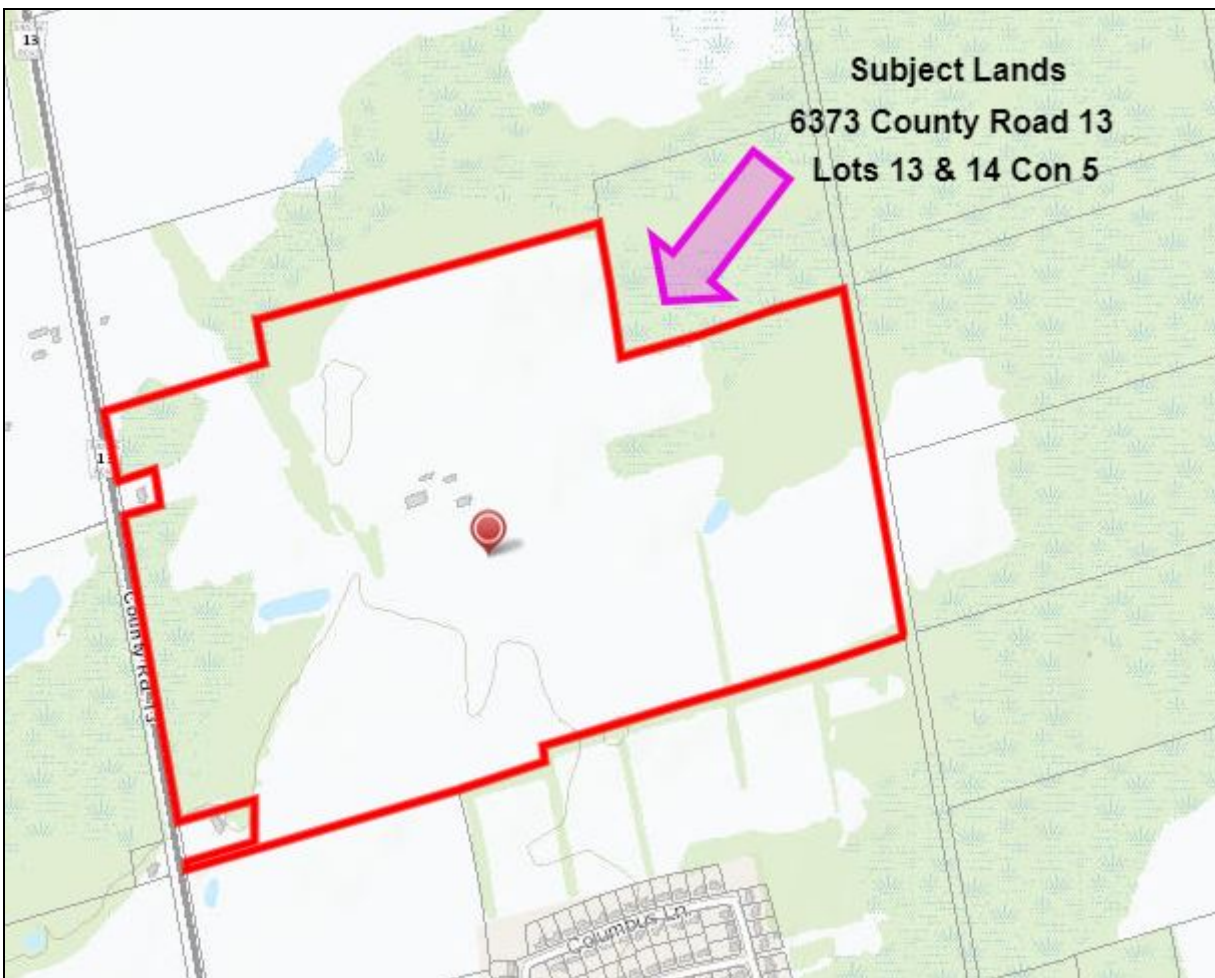 13
Subject Lands
6373 County Road 13
Lots 13 & 14 Con 5
County Rd 13
Columbus Ln